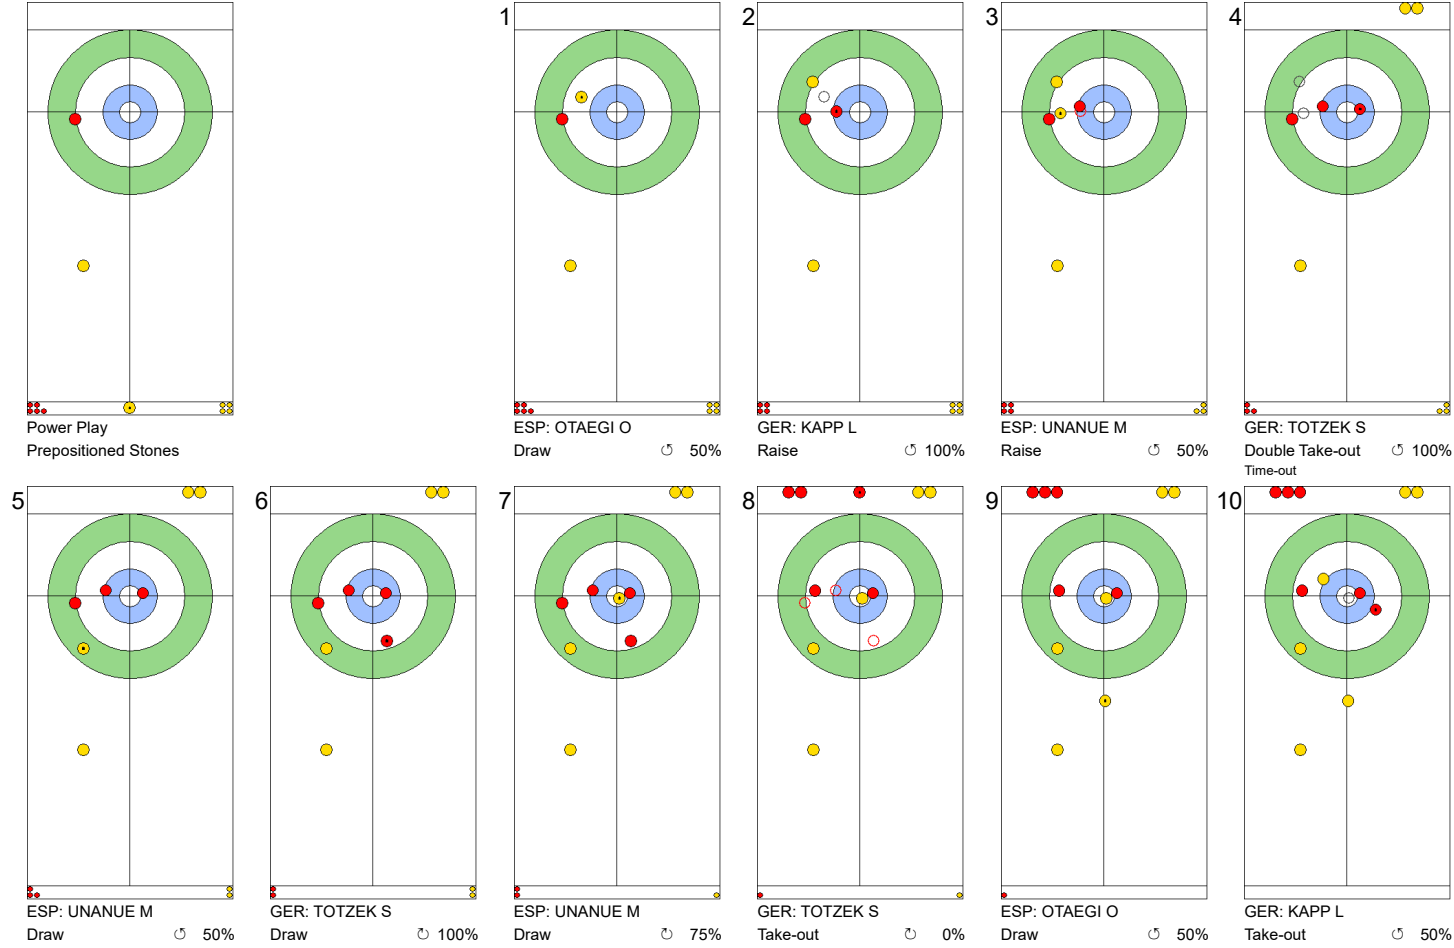 1
2
3
4
Power Play
Prepositioned Stones
ESP: OTAEGI O
Draw ↺ 50%
GER: KAPP L
Raise ↺ 100%
ESP: UNANUE M
Raise ↺ 50%
GER: TOTZEK S
Double Take-out ↺ 100%
Time-out
5
6
7
8
9
10
ESP: UNANUE M
Draw ↺ 50%
GER: TOTZEK S
Draw ↻ 100%
ESP: UNANUE M
Draw ↻ 75%
GER: TOTZEK S
Take-out ↻ 0%
ESP: OTAEGI O
Draw ↺ 50%
GER: KAPP L
Take-out ↻ 50%